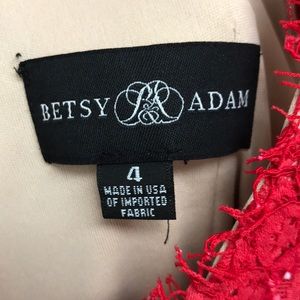 BETSY ADAM
4
MADE IN USA
OF IMPORTED
FABRIC